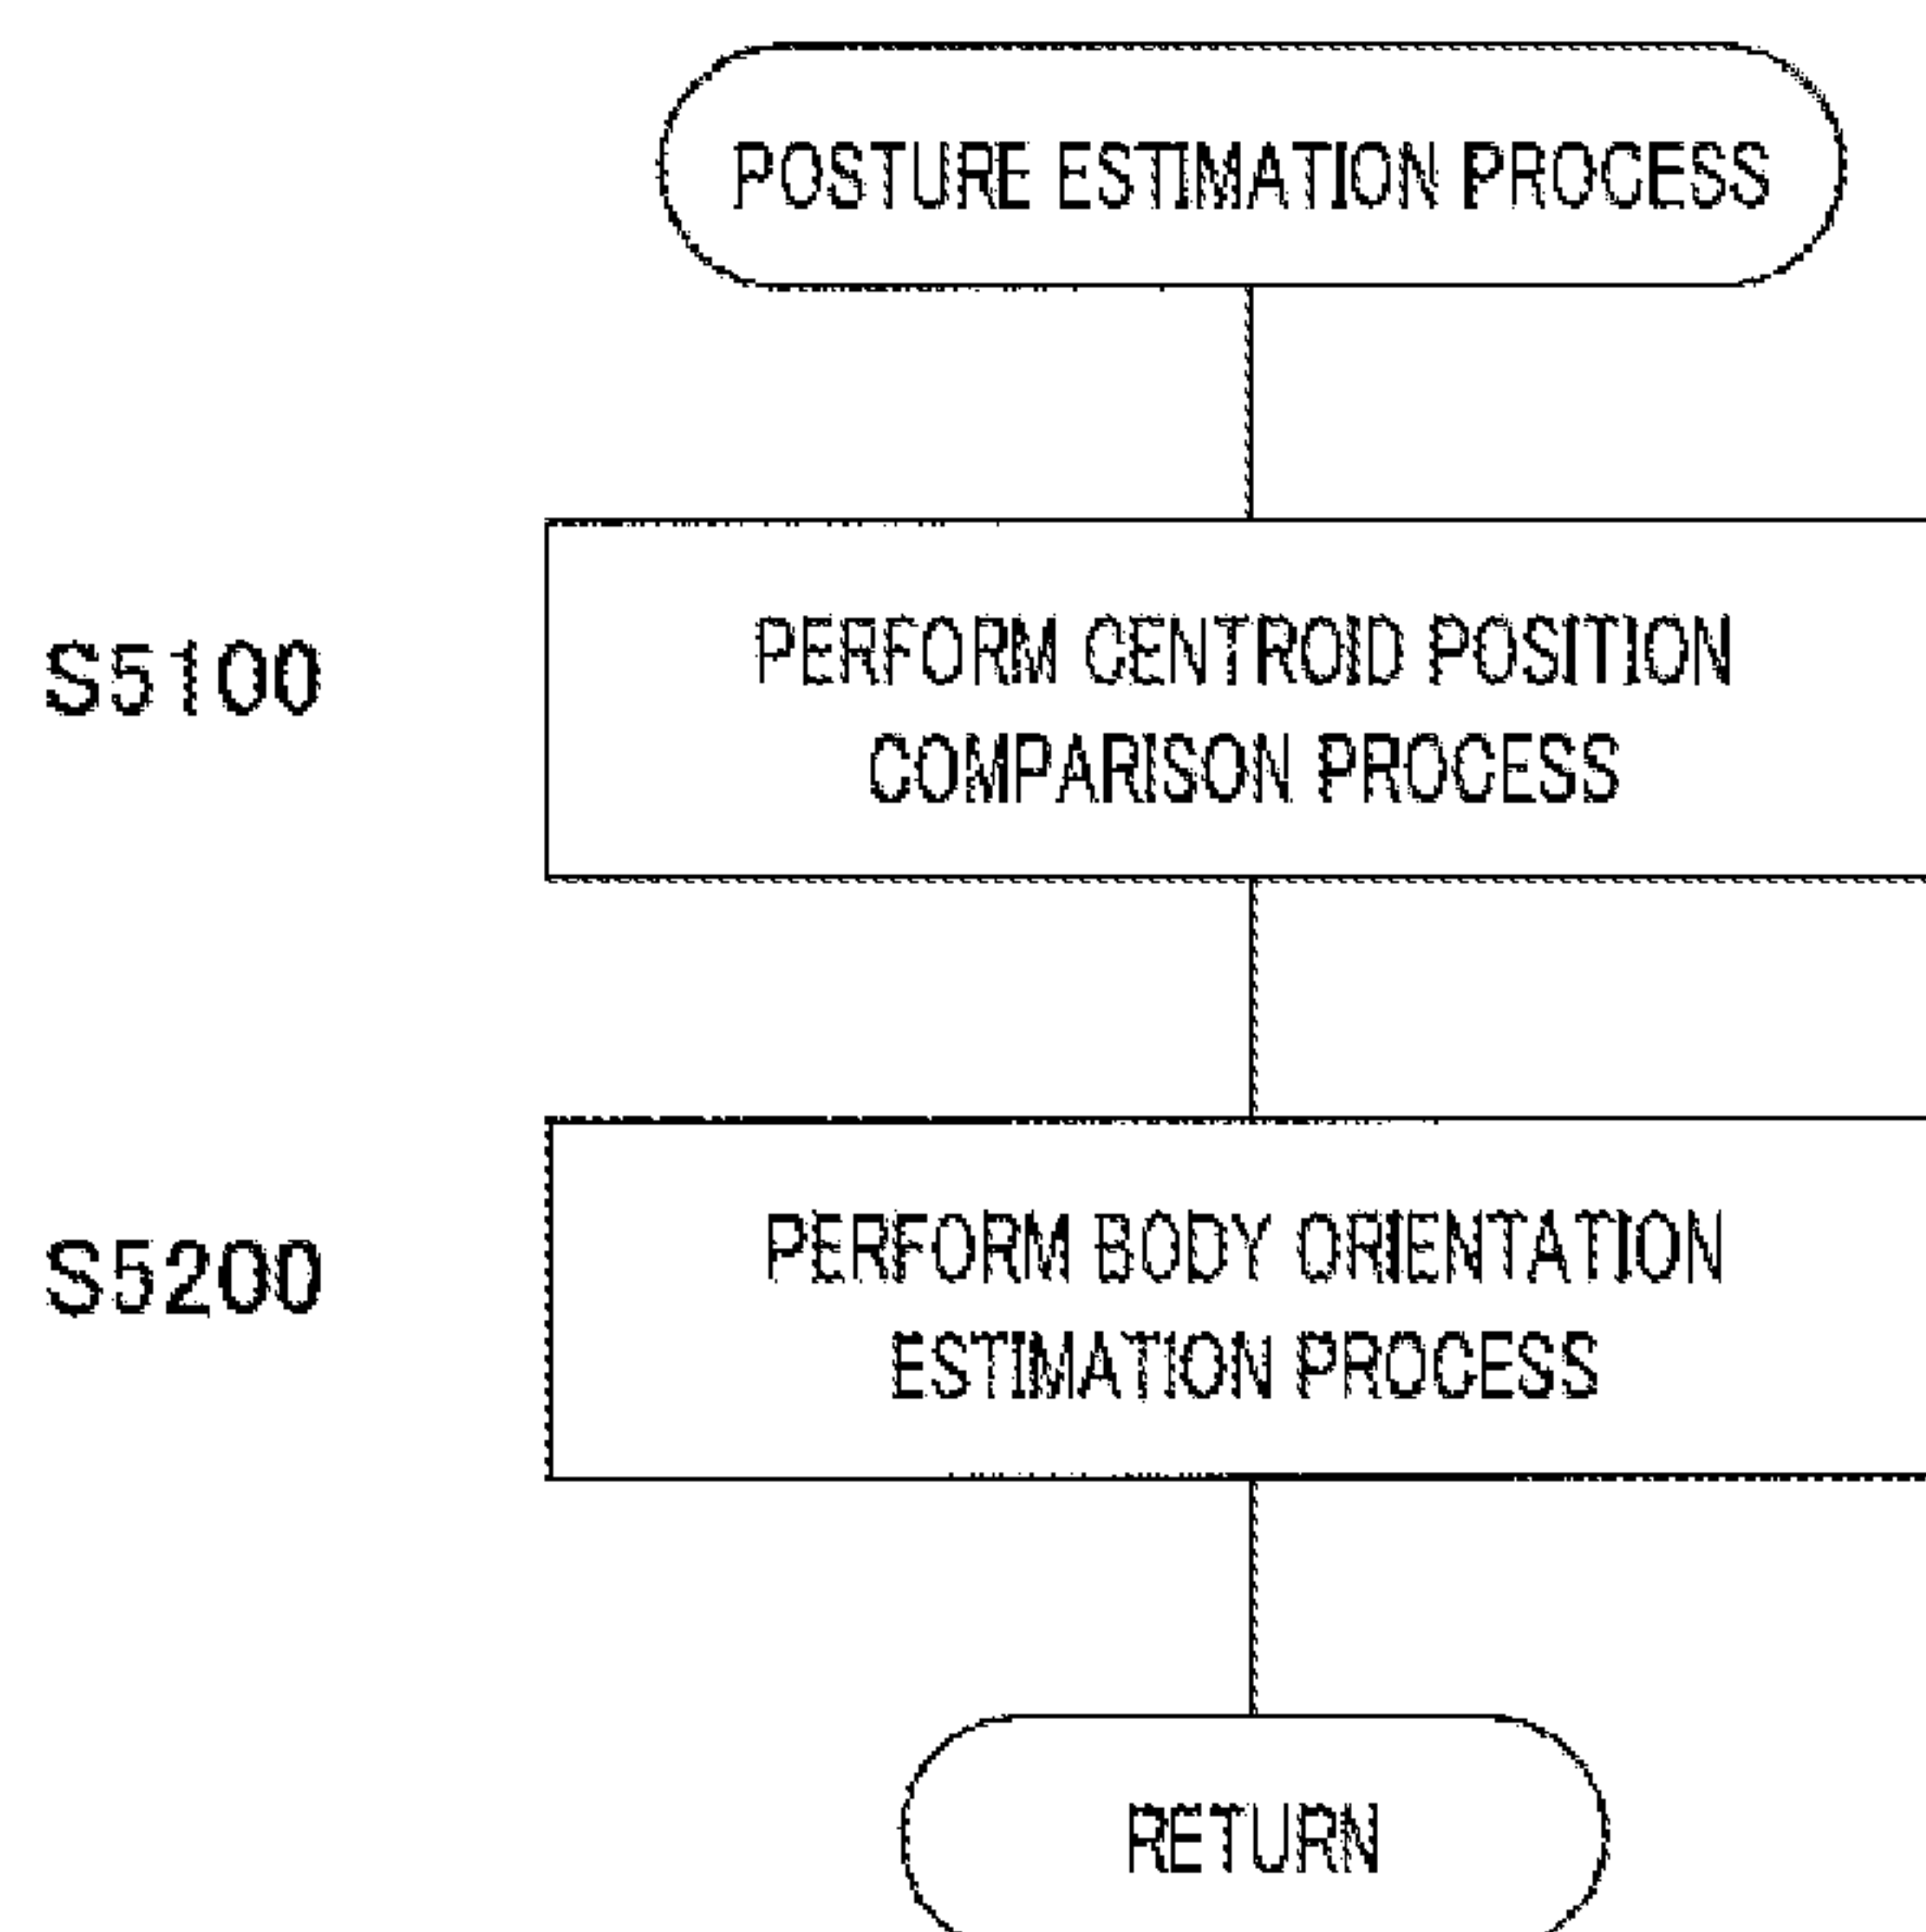 POSTURE ESTIMATION PROCESS
S5100
PERFORM CENTROID POSITION
COMPARISON PROCESS
S5200
PERFORM BODY ORIENTATION
ESTIMATION PROCESS
RETURN